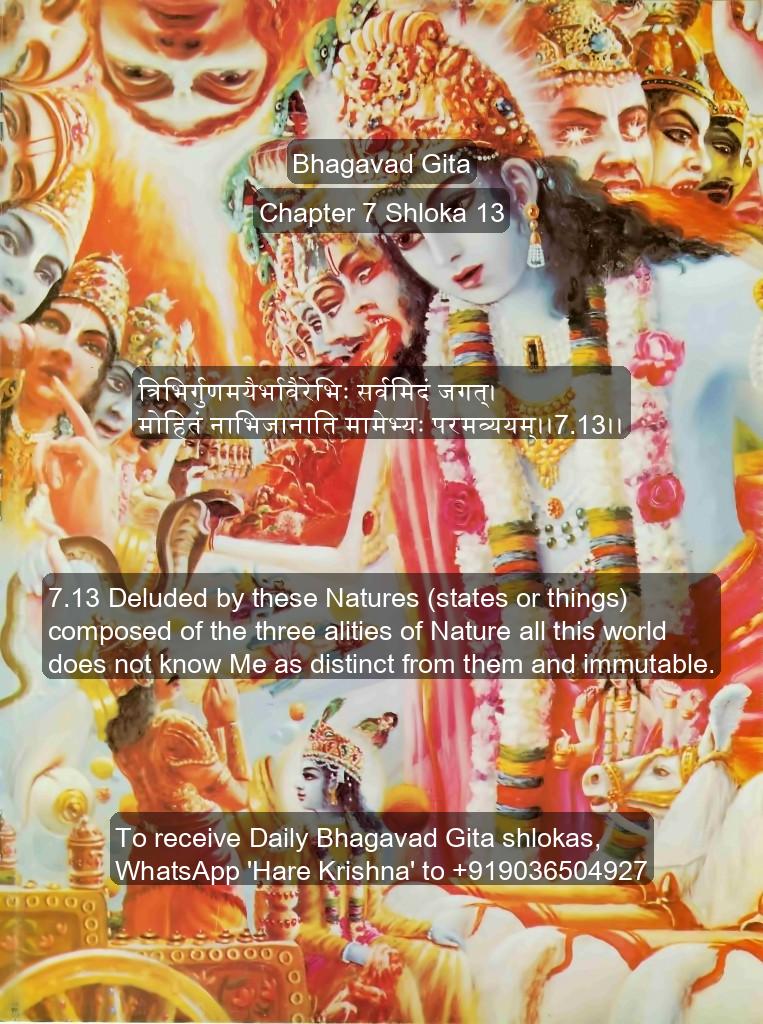 Bhagavad Gita
Chapter 7 Shloka 13
त्रिभिर्गुणमयैर्भावैरेभिः सर्वमिदं जगत्।
मोहितं नाभिजानाति मामेभ्यः परमव्ययम्।।7.13।।
7.13 Deluded by these Natures (states or things)
composed of the three alities of Nature all this world
does not know Me as distinct from them and immutable.
To receive Daily Bhagavad Gita shlokas,
WhatsApp 'Hare Krishna' to +919036504927